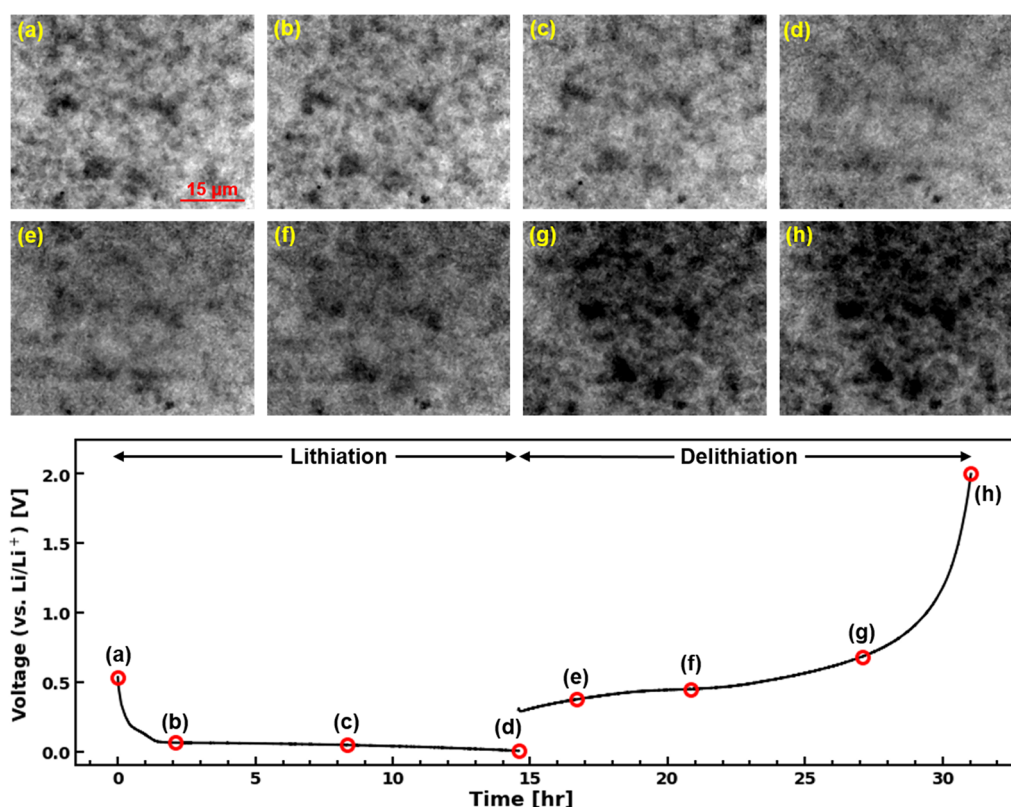 (a) (b) (c) (d)
15 μm
(e) (f) (g) (h)
Lithiation Delithiation
2.0
(h)
1.5
1.0
(a) (g)
0.5 (e) (f)
(b) (c) (d)
0.0
0 5 10 15 20 25 30
Voltage (vs. Li/Li⁺) [V]
Time [hr]